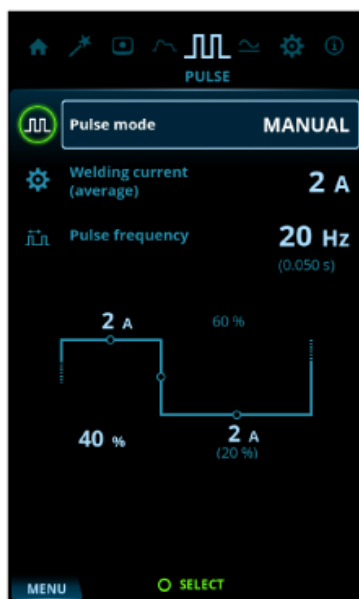 PULSE
Pulse mode MANUAL
Welding current
(average) 2 A
Pulse frequency 20 Hz
(0.050 s)
2 A 60 %
40 % 2 A
(20 %)
MENU SELECT